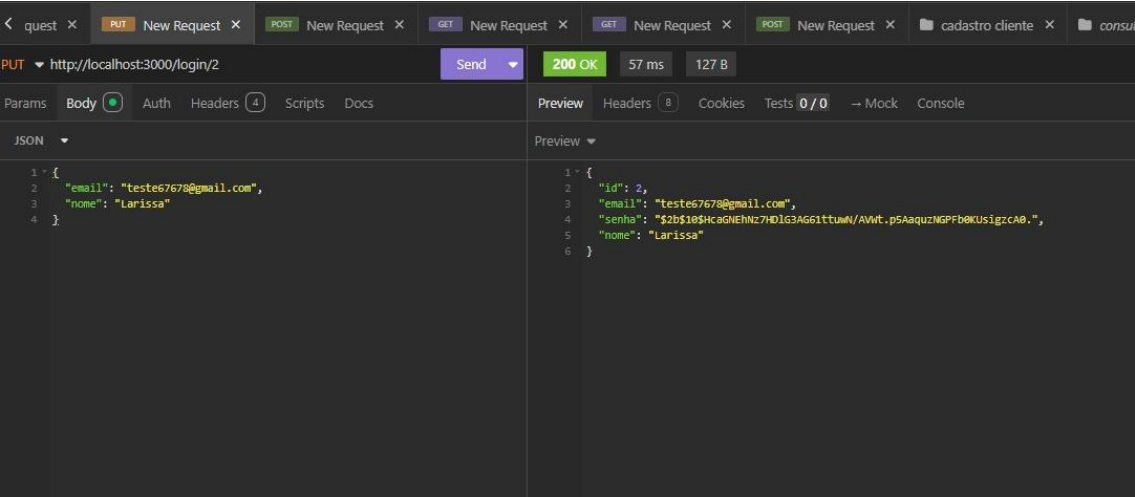 quest × PUT New Request × POST New Request × GET New Request × GET New Request × POST New Request × cadastro cliente × consul
PUT http://localhost:3000/login/2 Send 200 OK 57 ms 127 B
Params Body Auth Headers 4 Scripts Docs Preview Headers 8 Cookies Tests 0 / 0 → Mock Console
JSON Preview
1 {
2 "email": "teste67678@gmail.com",
3 "nome": "Larissa"
4 }
1 {
2 "id": 2,
3 "email": "teste67678@gmail.com",
4 "senha": "$2b$10$HcaGNEhNz7HDlG3AG61ttuwN/AVWt.p5AaquzNGPFb0KUsigzcA0.",
5 "nome": "Larissa"
6 }